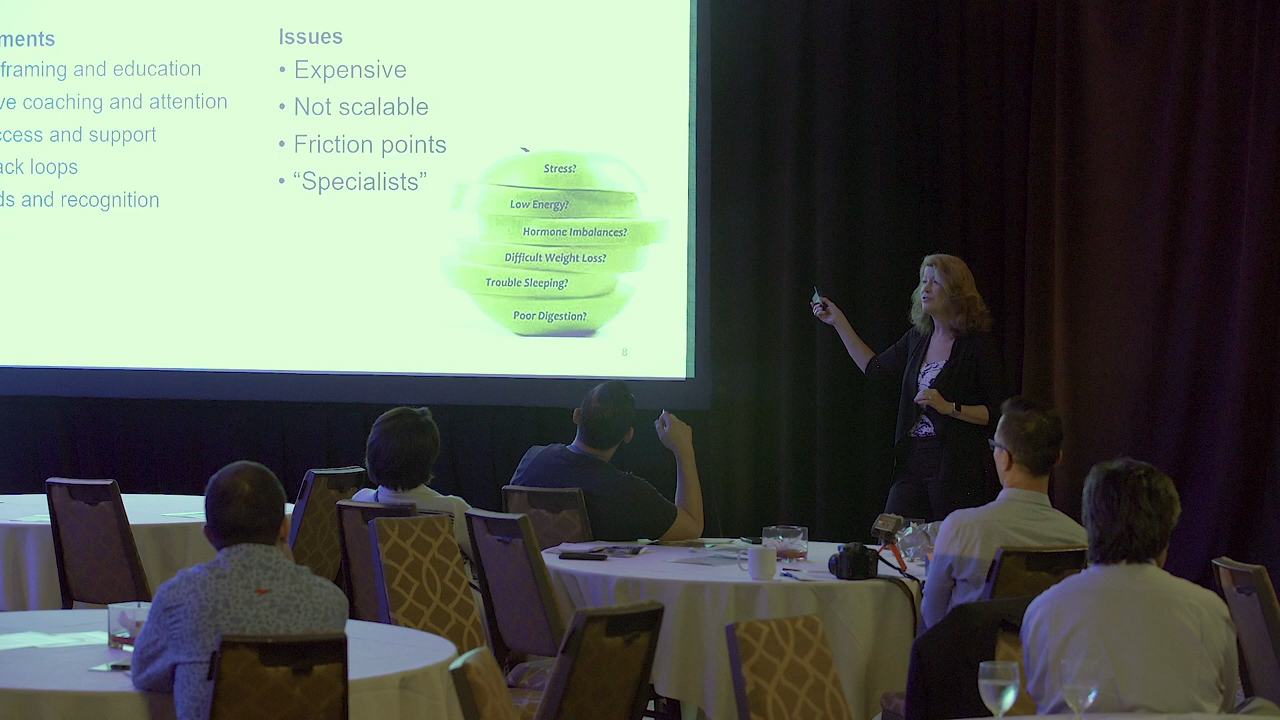 ments
framing and education
ve coaching and attention
ccess and support
ack loops
ds and recognition
Issues
• Expensive
• Not scalable
• Friction points
• “Specialists”
Stress?
Low Energy?
Hormone Imbalances?
Difficult Weight Loss?
Trouble Sleeping?
Poor Digestion?
8